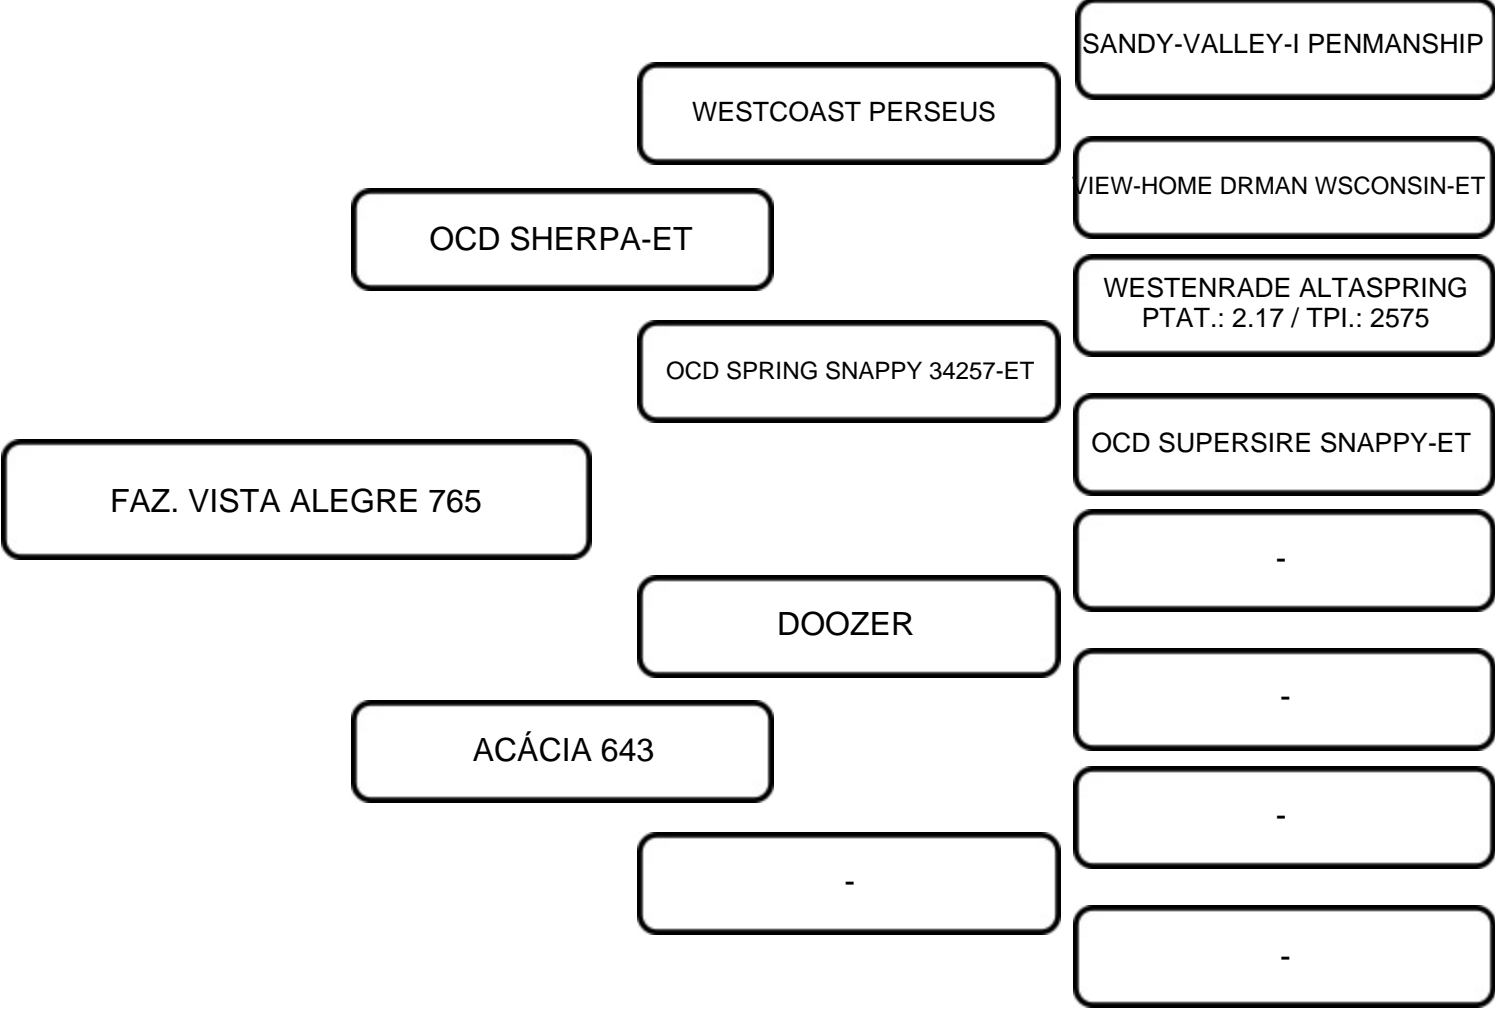 SANDY-VALLEY-I PENMANSHIP
WESTCOAST PERSEUS
VIEW-HOME DRMAN WSCONSIN-ET
OCD SHERPA-ET
WESTENRADE ALTASPRING
PTAT.: 2.17 / TPI.: 2575
OCD SPRING SNAPPY 34257-ET
OCD SUPERSIRE SNAPPY-ET
FAZ. VISTA ALEGRE 765
-
DOOZER
-
ACÁCIA 643
-
-
-